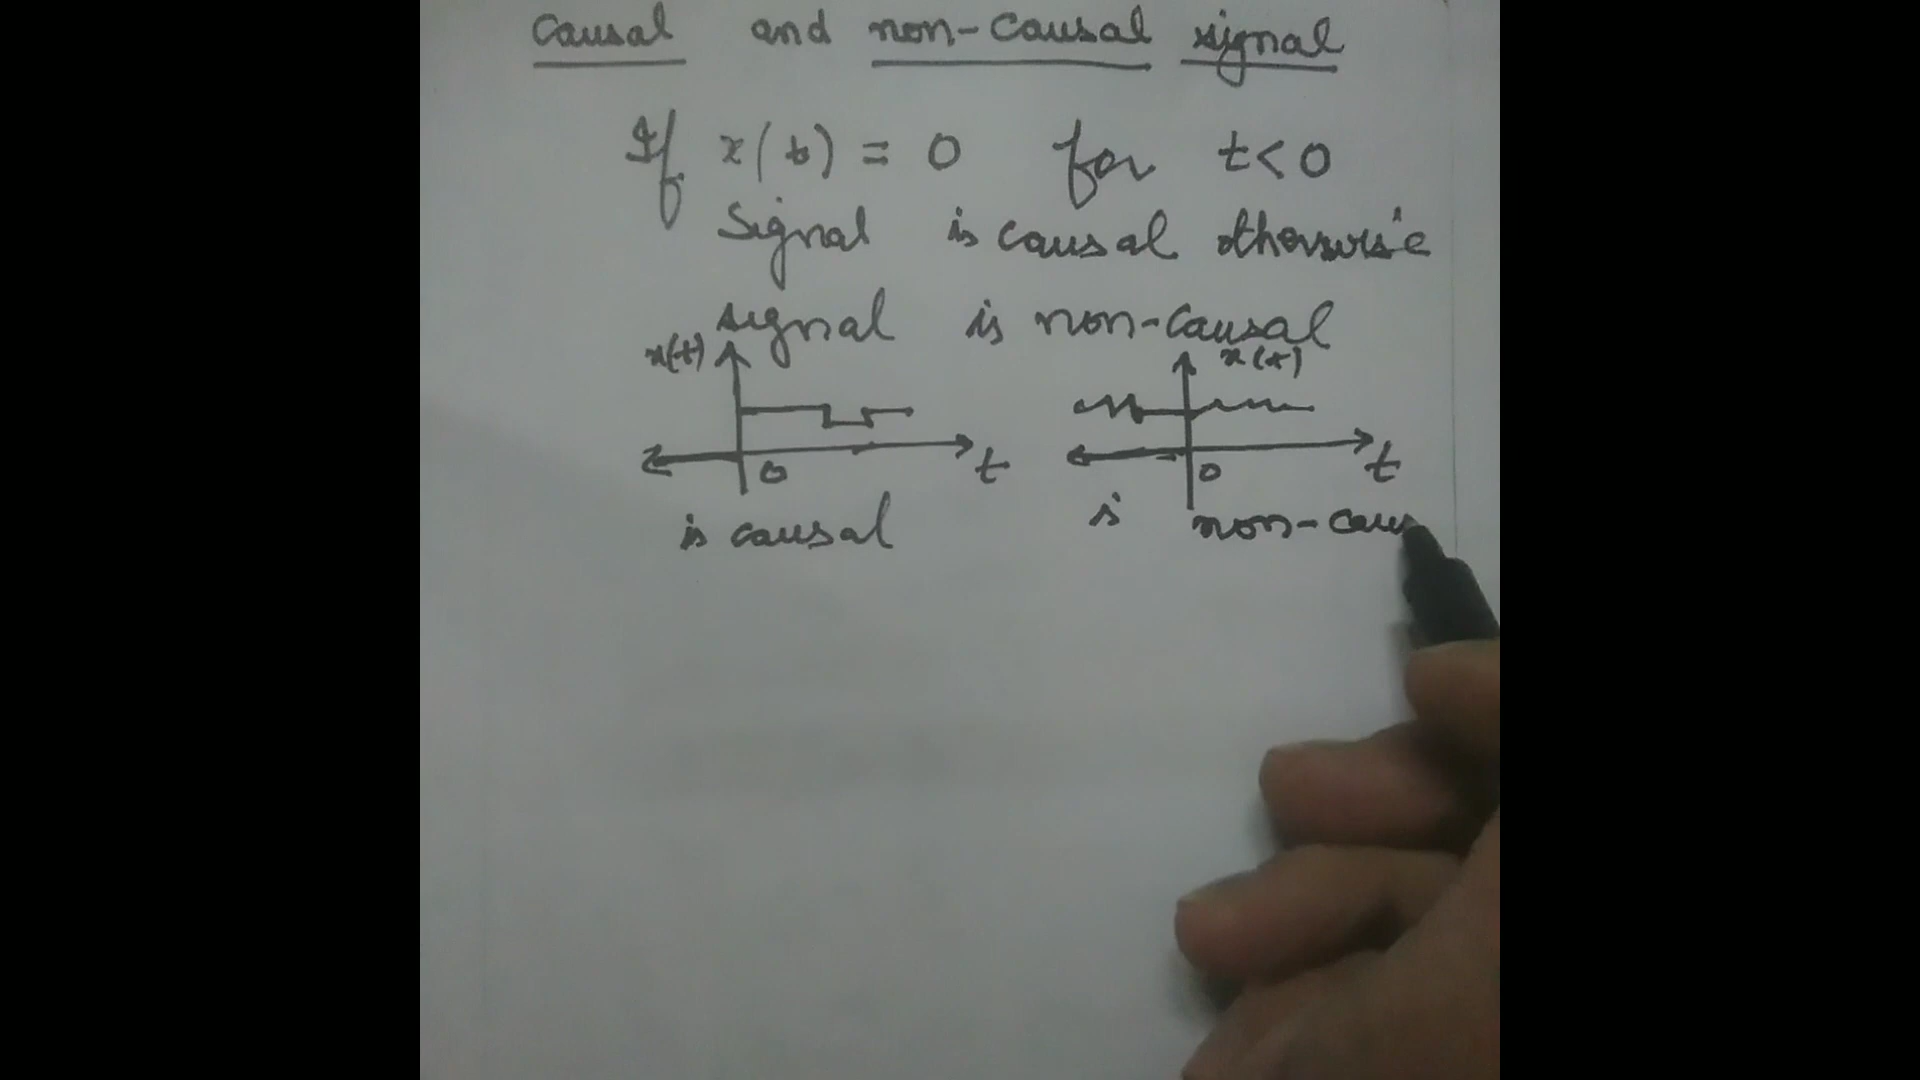 Causal and non-causal signal
If x(t) = 0 for t<0
Signal is causal otherwise
signal is non-causal
x(t) x(t)
0 t 0 t
is causal is non-caus